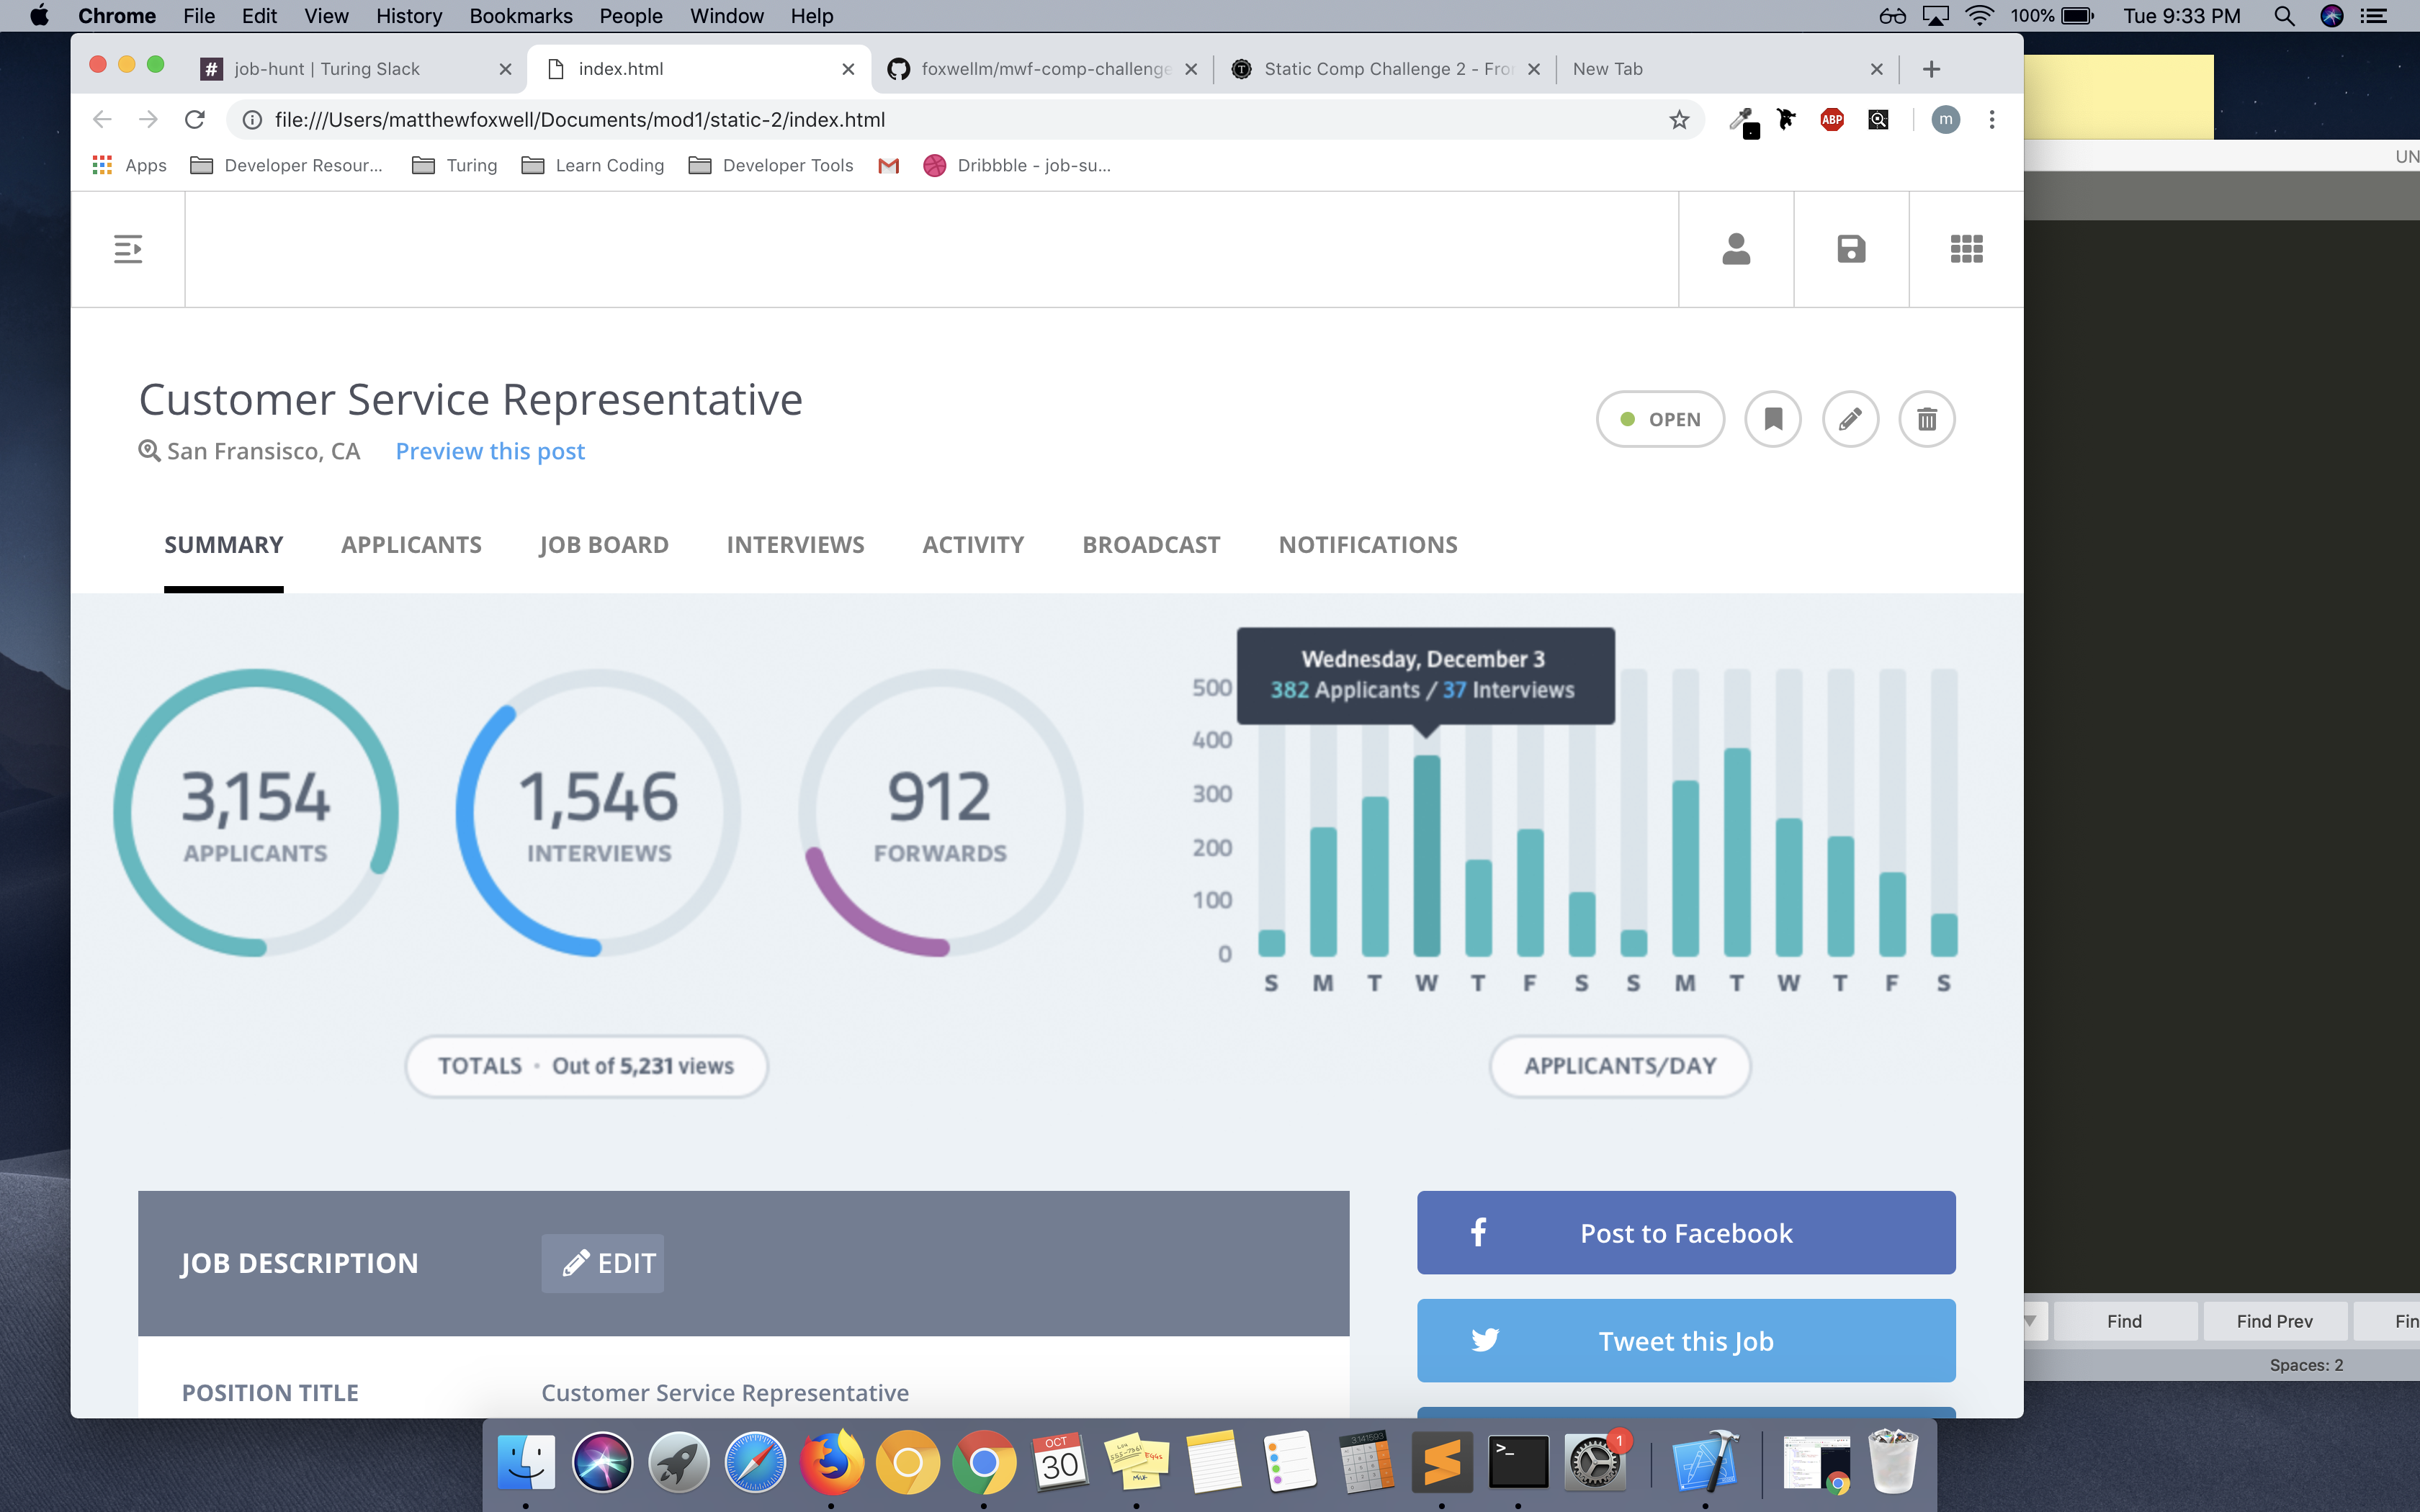 Chrome File Edit View History Bookmarks People Window Help 100% Tue 9:33 PM
job-hunt | Turing Slack index.html foxwellm/mwf-comp-challenge Static Comp Challenge 2 - Fro New Tab
file:///Users/matthewfoxwell/Documents/mod1/static-2/index.html ABP m
Apps Developer Resour... Turing Learn Coding Developer Tools Dribbble - job-su...
UN
Customer Service Representative
San Fransisco, CA Preview this post
OPEN
SUMMARY APPLICANTS JOB BOARD INTERVIEWS ACTIVITY BROADCAST NOTIFICATIONS
3,154
APPLICANTS
1,546
INTERVIEWS
912
FORWARDS
TOTALS • Out of 5,231 views
Wednesday, December 3
382 Applicants / 37 Interviews
500
400
300
200
100
0
S M T W T F S S M T W T F S
APPLICANTS/DAY
JOB DESCRIPTION EDIT
POSITION TITLE Customer Service Representative
Post to Facebook
Tweet this Job
Find Find Prev Fin
Spaces: 2
OCT
30
1